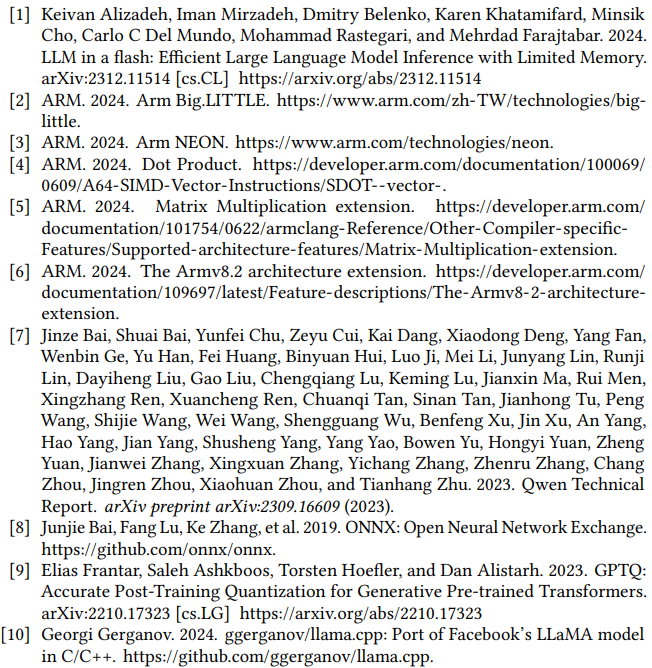 [1] Keivan Alizadeh, Iman Mirzadeh, Dmitry Belenko, Karen Khatamifard, Minsik
Cho, Carlo C Del Mundo, Mohammad Rastegari, and Mehrdad Farajtabar. 2024.
LLM in a flash: Efficient Large Language Model Inference with Limited Memory.
arXiv:2312.11514 [cs.CL] https://arxiv.org/abs/2312.11514
[2] ARM. 2024. Arm Big.LITTLE. https://www.arm.com/zh-TW/technologies/big-
little.
[3] ARM. 2024. Arm NEON. https://www.arm.com/technologies/neon.
[4] ARM. 2024. Dot Product. https://developer.arm.com/documentation/100069/
0609/A64-SIMD-Vector-Instructions/SDOT--vector-.
[5] ARM. 2024. Matrix Multiplication extension. https://developer.arm.com/
documentation/101754/0622/armclang-Reference/Other-Compiler-specific-
Features/Supported-architecture-features/Matrix-Multiplication-extension.
[6] ARM. 2024. The Armv8.2 architecture extension. https://developer.arm.com/
documentation/109697/latest/Feature-descriptions/The-Armv8-2-architecture-
extension.
[7] Jinze Bai, Shuai Bai, Yunfei Chu, Zeyu Cui, Kai Dang, Xiaodong Deng, Yang Fan,
Wenbin Ge, Yu Han, Fei Huang, Binyuan Hui, Luo Ji, Mei Li, Junyang Lin, Runji
Lin, Dayiheng Liu, Gao Liu, Chengqiang Lu, Keming Lu, Jianxin Ma, Rui Men,
Xingzhang Ren, Xuancheng Ren, Chuanqi Tan, Sinan Tan, Jianhong Tu, Peng
Wang, Shijie Wang, Wei Wang, Shengguang Wu, Benfeng Xu, Jin Xu, An Yang,
Hao Yang, Jian Yang, Shusheng Yang, Yang Yao, Bowen Yu, Hongyi Yuan, Zheng
Yuan, Jianwei Zhang, Xingxuan Zhang, Yichang Zhang, Zhenru Zhang, Chang
Zhou, Jingren Zhou, Xiaohuan Zhou, and Tianhang Zhu. 2023. Qwen Technical
Report. arXiv preprint arXiv:2309.16609 (2023).
[8] Junjie Bai, Fang Lu, Ke Zhang, et al. 2019. ONNX: Open Neural Network Exchange.
https://github.com/onnx/onnx.
[9] Elias Frantar, Saleh Ashkboos, Torsten Hoefler, and Dan Alistarh. 2023. GPTQ:
Accurate Post-Training Quantization for Generative Pre-trained Transformers.
arXiv:2210.17323 [cs.LG] https://arxiv.org/abs/2210.17323
[10] Georgi Gerganov. 2024. ggerganov/llama.cpp: Port of Facebook's LLaMA model
in C/C++. https://github.com/ggerganov/llama.cpp.